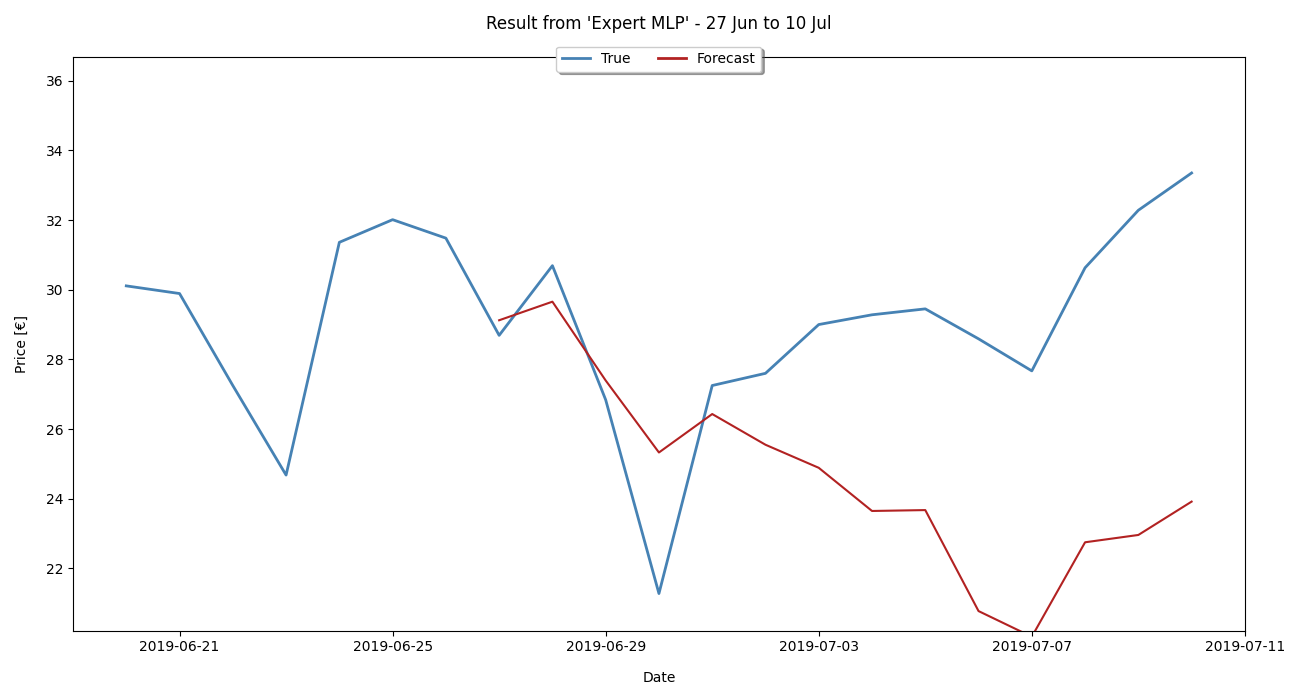 Result from 'Expert MLP' - 27 Jun to 10 Jul
True Forecast
36
34
32
30
28
26
24
22
Price [€]
2019-06-21 2019-06-25 2019-06-29 2019-07-03 2019-07-07 2019-07-11
Date